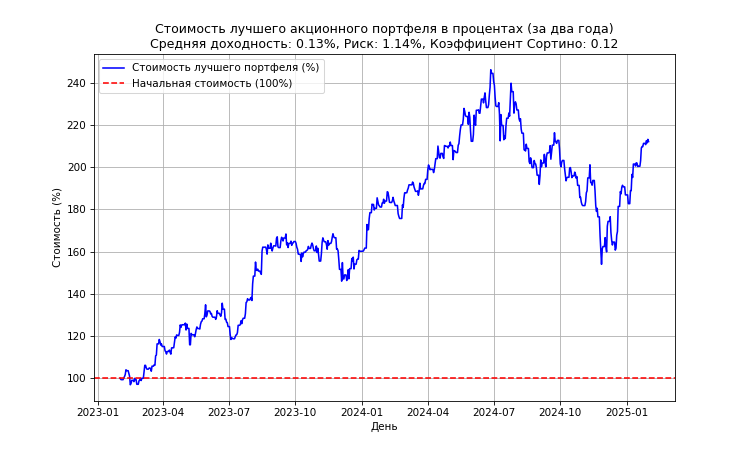 Стоимость лучшего акционного портфеля в процентах (за два года)
Средняя доходность: 0.13%, Риск: 1.14%, Коэффициент Сортино: 0.12
Стоимость лучшего портфеля (%)
Начальная стоимость (100%)
Стоимость (%)
240
220
200
180
160
140
120
100
2023-01 2023-04 2023-07 2023-10 2024-01 2024-04 2024-07 2024-10 2025-01
День